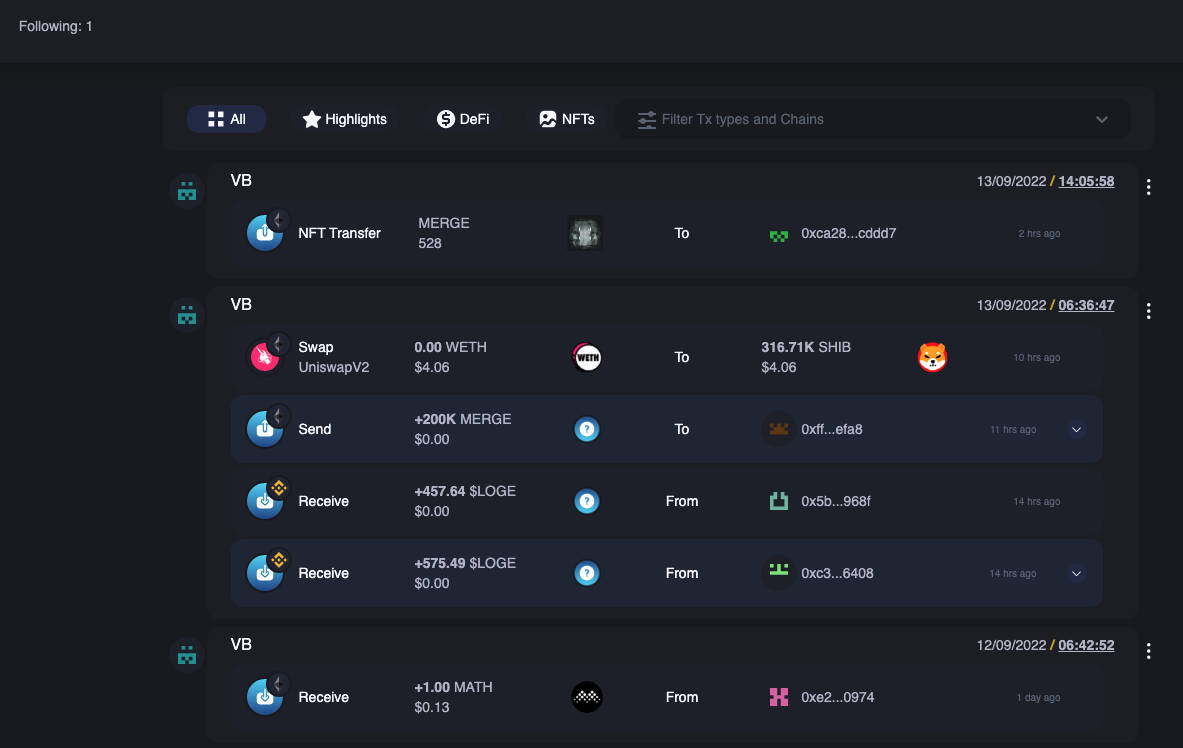 Following: 1
All Highlights DeFi NFTs Filter Tx types and Chains
VB 13/09/2022 / 14:05:58
NFT Transfer MERGE To 0xca28...cddd7 2 hrs ago
528
VB 13/09/2022 / 06:36:47
Swap 0.00 WETH WETH To 316.71K SHIB 10 hrs ago
UniswapV2 $4.06 $4.06
Send +200K MERGE ? To 0xff...efa8 11 hrs ago
$0.00
Receive +457.64 $LOGE ? From 0x5b...968f 14 hrs ago
$0.00
Receive +575.49 $LOGE ? From 0xc3...6408 14 hrs ago
$0.00
VB 12/09/2022 / 06:42:52
Receive +1.00 MATH From 0xe2...0974 1 day ago
$0.13